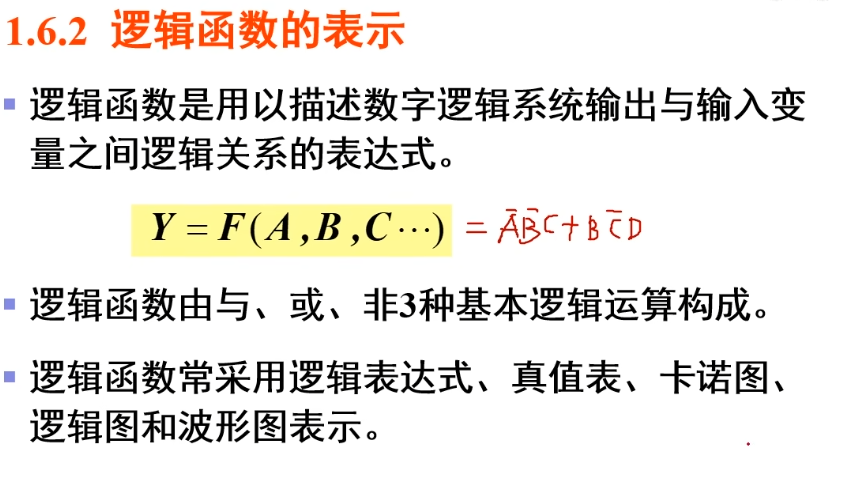 1.6.2 逻辑函数的表示
▪ 逻辑函数是用以描述数字逻辑系统输出与输入变
量之间逻辑关系的表达式。
Y = F(A,B,C⋯) = A̅B̅C+BC̅D
▪ 逻辑函数由与、或、非3种基本逻辑运算构成。
▪ 逻辑函数常采用逻辑表达式、真值表、卡诺图、
逻辑图和波形图表示。